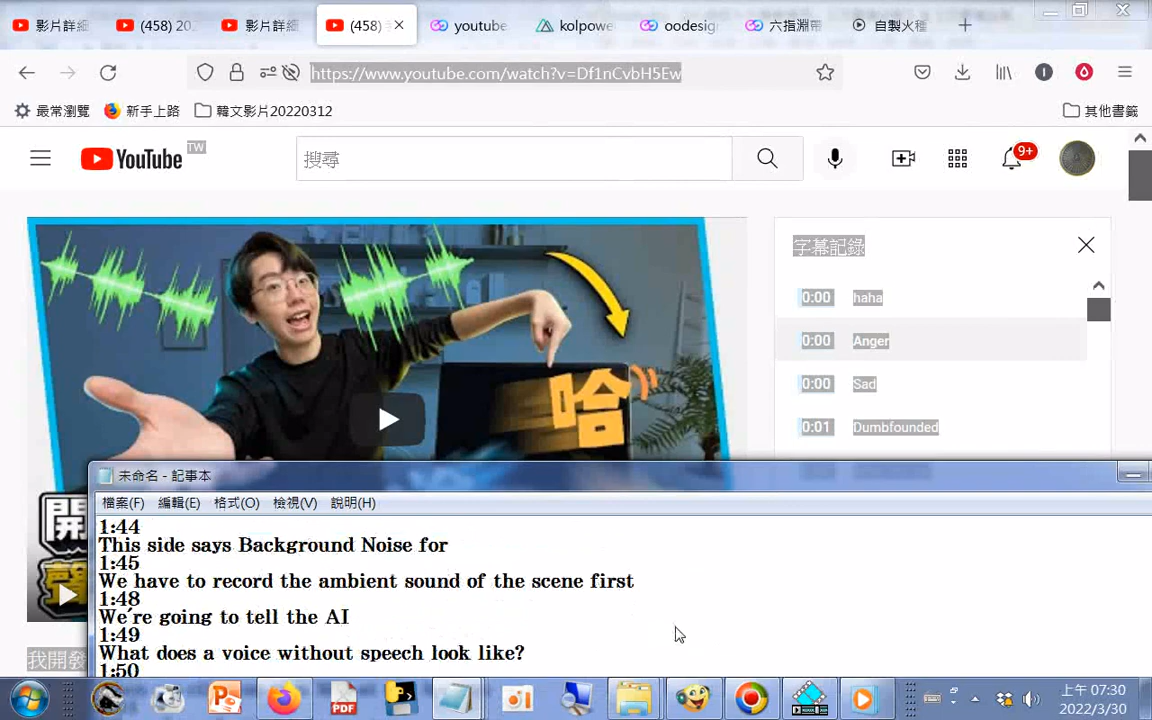 影片詳細
(458) 20
影片詳細
(458)
youtube
kolpowe
oodesig
六指淵
自製火種
https://www.youtube.com/watch?v=Df1nCvbH5Ew
最常瀏覽
新手上路
韓文影片20220312
其他書籤
YouTube TW
搜尋
9+
字幕記錄
0:00 haha
0:00 Anger
0:00 Sad
0:01 Dumbfounded
哈
開
聲
我開發
未命名 - 記事本
檔案(F) 編輯(E) 格式(O) 檢視(V) 說明(H)
1:44
This side says Background Noise for
1:45
We have to record the ambient sound of the scene first
1:48
We're going to tell the AI
1:49
What does a voice without speech look like?
1:50
PDF
上午 07:30
2022/3/30